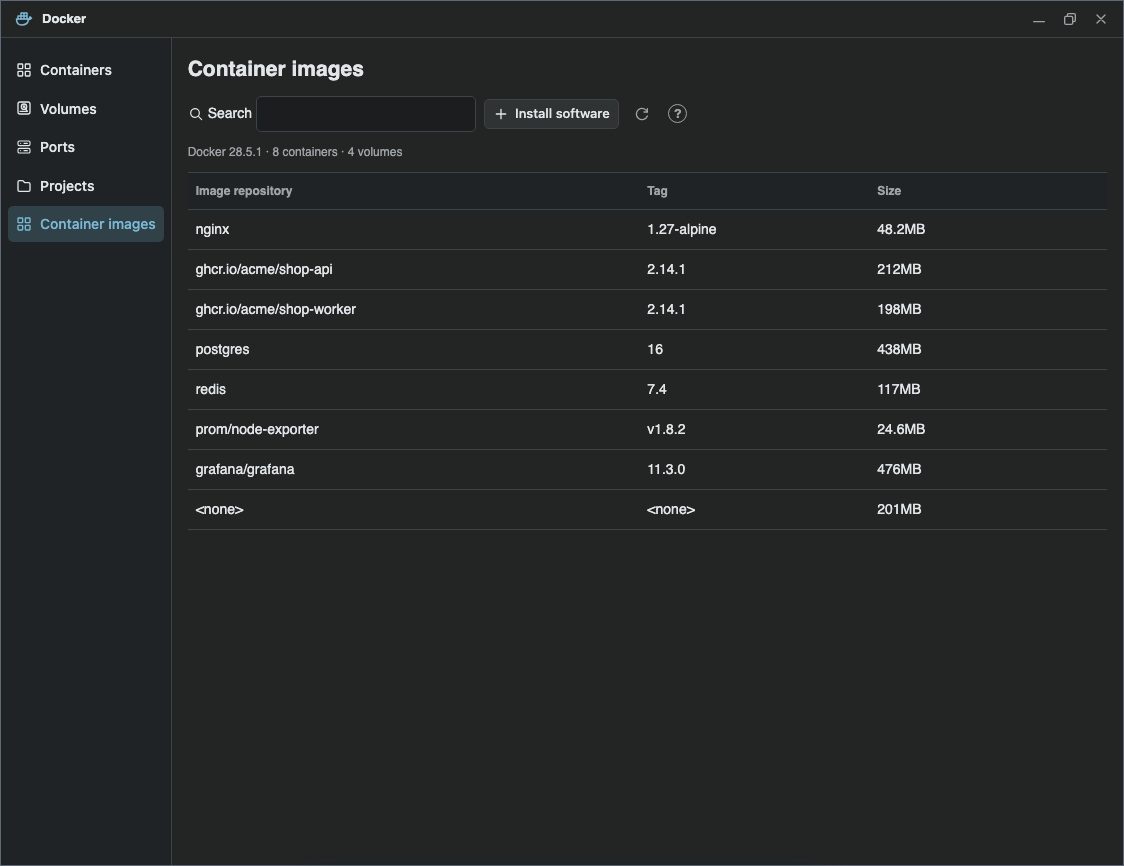 Docker
Containers
Volumes
Ports
Projects
Container images
Container images
Search
Install software
?
Docker 28.5.1 · 8 containers · 4 volumes
Image repository Tag Size
nginx 1.27-alpine 48.2MB
ghcr.io/acme/shop-api 2.14.1 212MB
ghcr.io/acme/shop-worker 2.14.1 198MB
postgres 16 438MB
redis 7.4 117MB
prom/node-exporter v1.8.2 24.6MB
grafana/grafana 11.3.0 476MB
<none> <none> 201MB